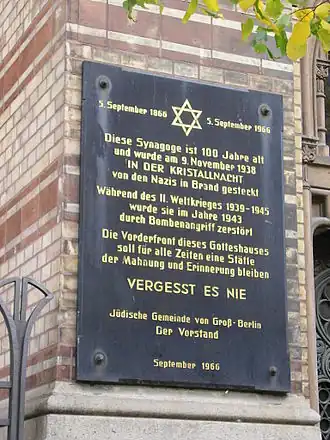 5. September 1866
5. September 1966
Diese Synagoge ist 100 Jahre alt
und wurde am 9. November 1938
IN DER KRISTALLNACHT
von den Nazis in Brand gesteckt
Während des II. Weltkrieges 1939-1945
wurde sie im Jahre 1943
durch Bombenangriff zerstört
Die Vorderfront dieses Gotteshauses
soll für alle Zeiten eine Stätte
der Mahnung und Erinnerung bleiben
VERGESST ES NIE
Jüdische Gemeinde von Groß-Berlin
Der Vorstand
September 1966